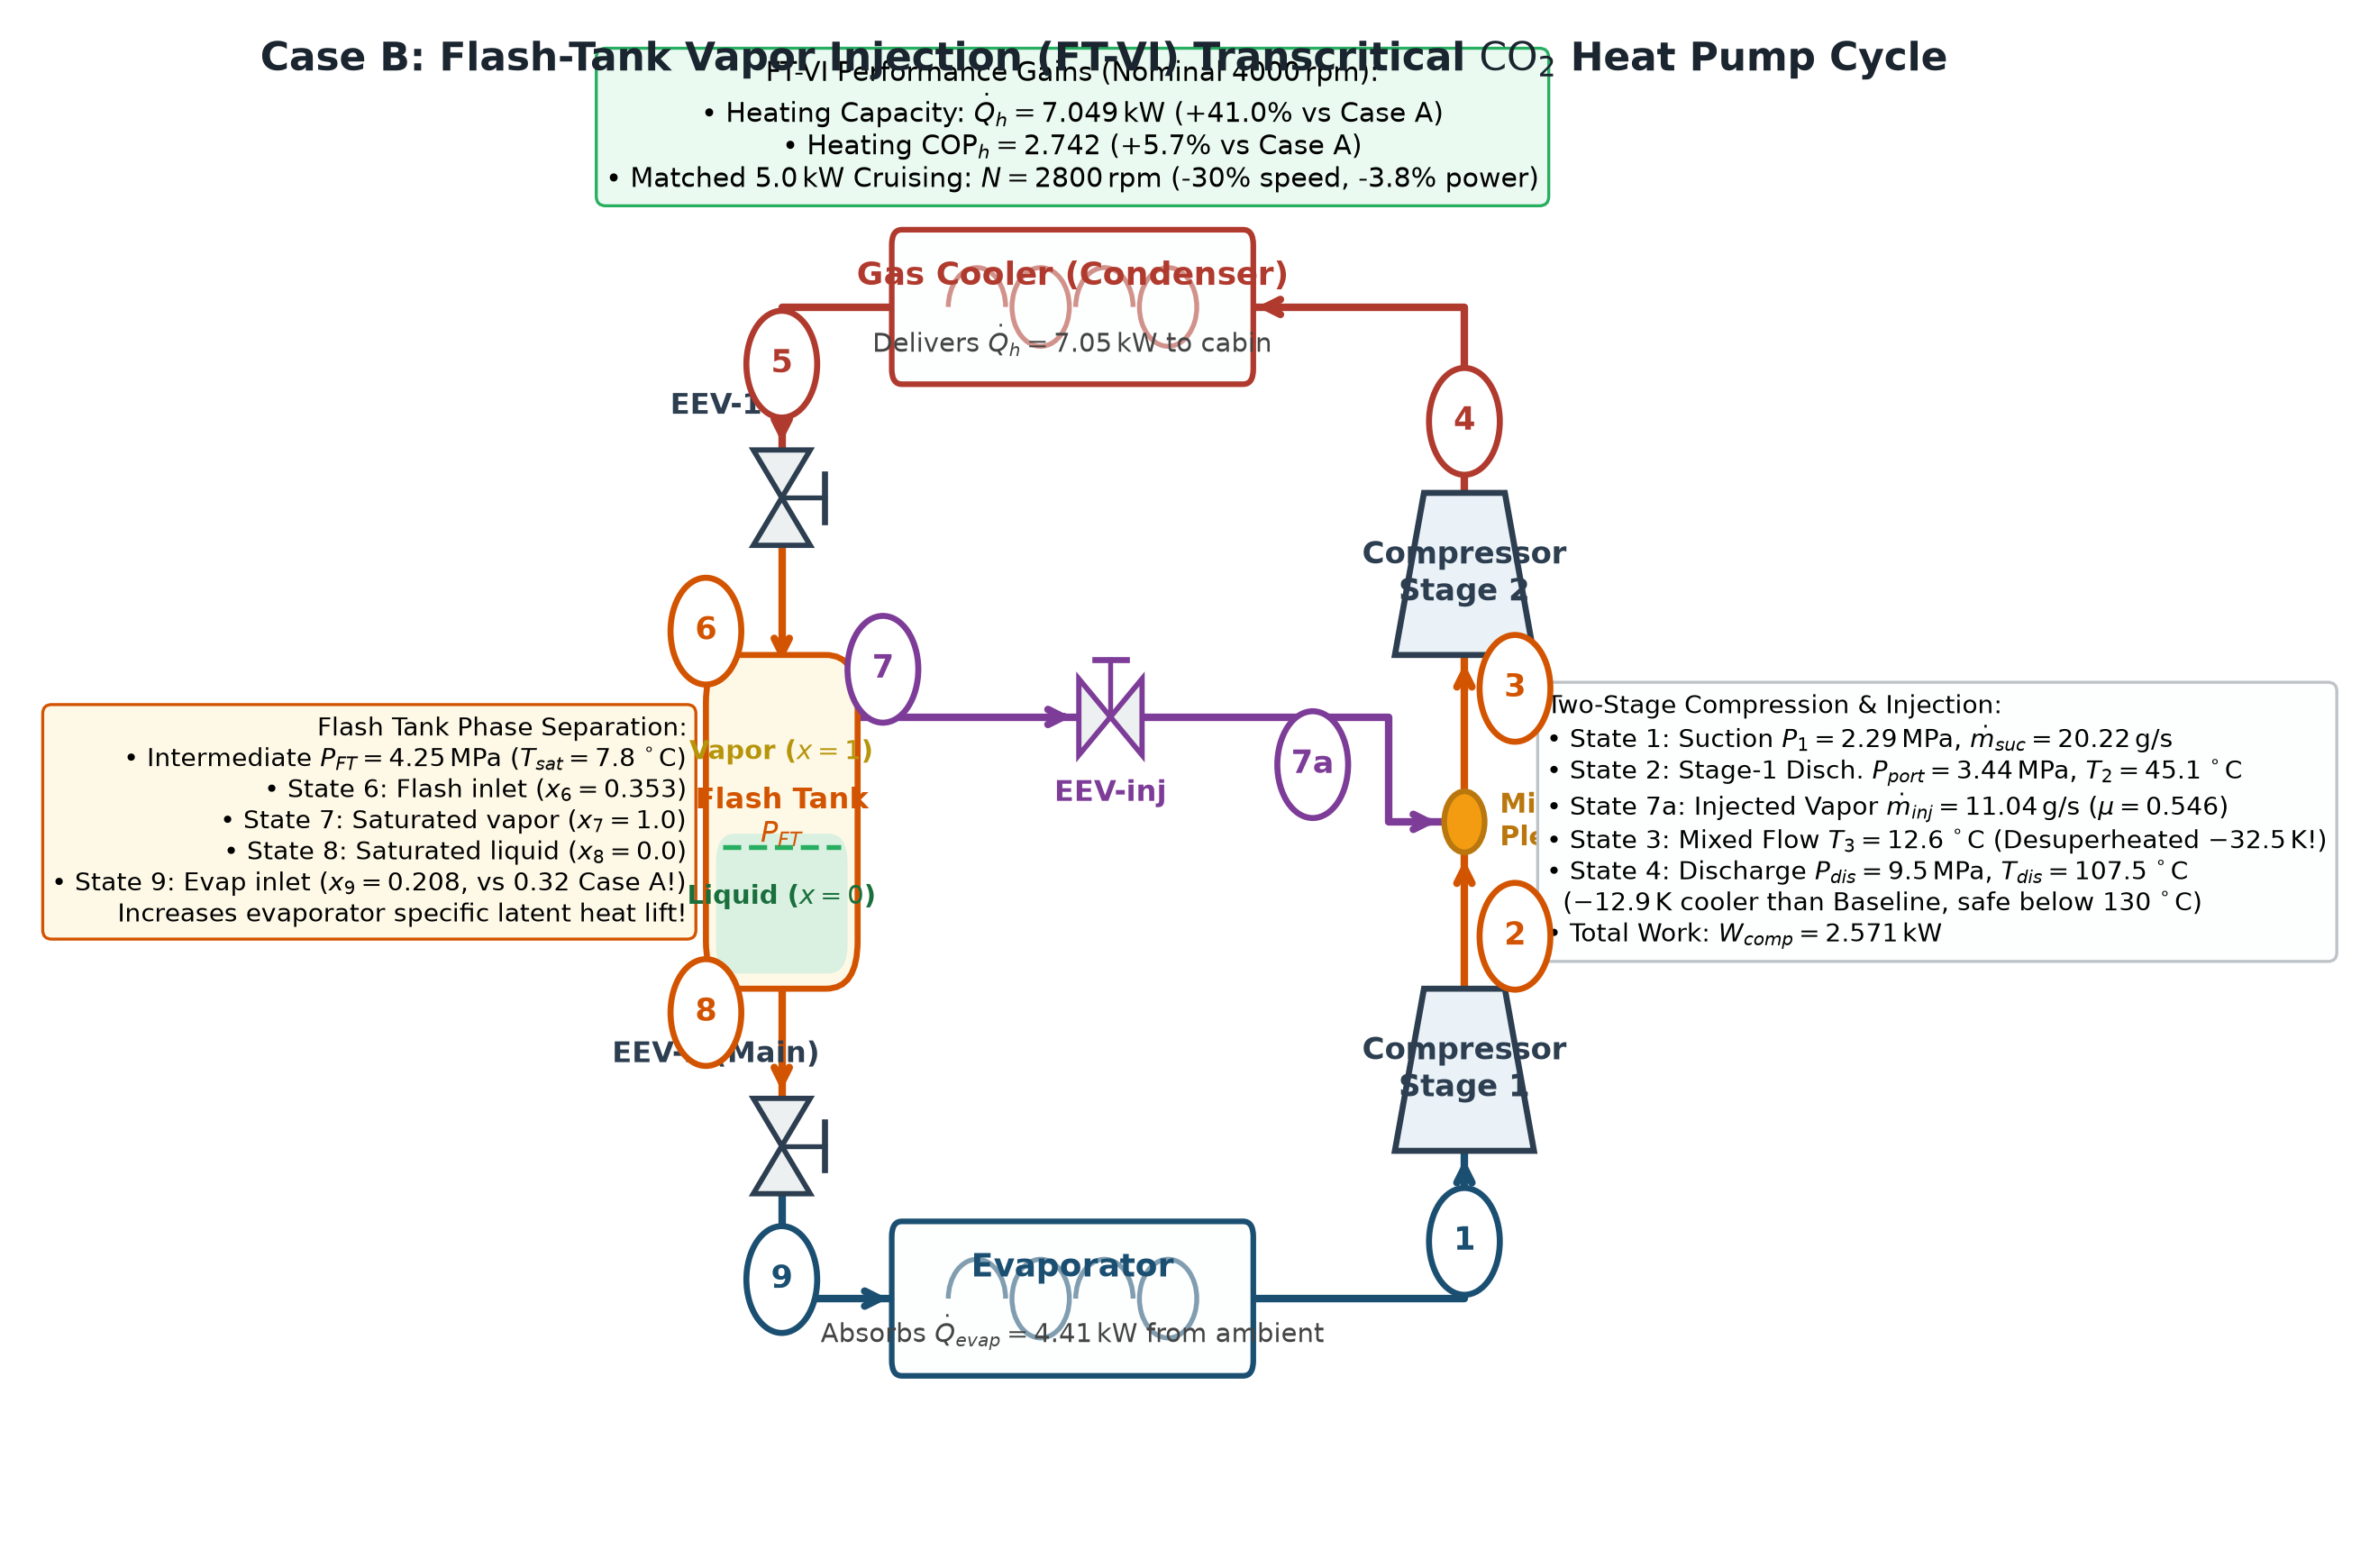 Case B: Flash-Tank Vapor Injection (FT-VI) Transcritical CO₂ Heat Pump Cycle
FT-VI Performance Gains (Nominal 4000 rpm):
• Heating Capacity: Q̇ₕ = 7.049 kW (+41.0% vs Case A)
• Heating COPₕ = 2.742 (+5.7% vs Case A)
• Matched 5.0 kW Cruising: N = 2800 rpm (-30% speed, -3.8% power)
Gas Cooler (Condenser)
Delivers Q̇ₕ = 7.05 kW to cabin
5
EEV-1
4
Compressor
Stage 2
6
7
3
Flash Tank Phase Separation:
• Intermediate P_FT = 4.25 MPa (T_sat = 7.8 °C)
• State 6: Flash inlet (x₆ = 0.353)
• State 7: Saturated vapor (x₇ = 1.0)
• State 8: Saturated liquid (x₈ = 0.0)
• State 9: Evap inlet (x₉ = 0.208, vs 0.32 Case A!)
Increases evaporator specific latent heat lift!
Vapor (x = 1)
Flash Tank
P_FT
Liquid (x = 0)
EEV-inj
7a
Two-Stage Compression & Injection:
• State 1: Suction P₁ = 2.29 MPa, ṁ_suc = 20.22 g/s
• State 2: Stage-1 Disch. P_port = 3.44 MPa, T₂ = 45.1 °C
• State 7a: Injected Vapor ṁ_inj = 11.04 g/s (μ = 0.546)
• State 3: Mixed Flow T₃ = 12.6 °C (Desuperheated −32.5 K!)
• State 4: Discharge P_dis = 9.5 MPa, T_dis = 107.5 °C
(−12.9 K cooler than Baseline, safe below 130 °C)
• Total Work: W_comp = 2.571 kW
2
8
(Main)
Compressor
Stage 1
1
9
Evaporator
Absorbs Q̇_evap = 4.41 kW from ambient